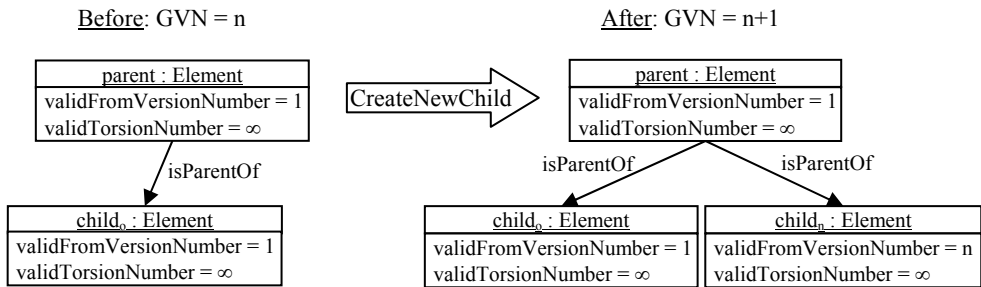 Before: GVN = n
After: GVN = n+1
parent : Element
validFromVersionNumber = 1
validTorsionNumber = ∞
CreateNewChild
parent : Element
validFromVersionNumber = 1
validTorsionNumber = ∞
isParentOf
isParentOf
isParentOf
childₒ : Element
validFromVersionNumber = 1
validTorsionNumber = ∞
childₒ : Element
validFromVersionNumber = 1
validTorsionNumber = ∞
childₙ : Element
validFromVersionNumber = n
validTorsionNumber = ∞